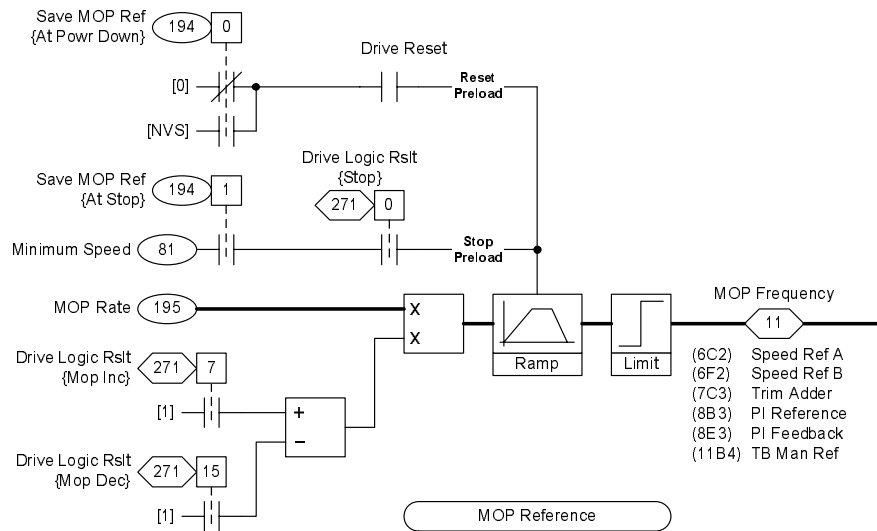 Save MOP Ref
{At Powr Down}
194
0
Drive Reset
[0]
Reset
Preload
[NVS]
Drive Logic Rslt
{Stop}
Save MOP Ref
{At Stop}
194
1
271
0
Minimum Speed
81
Stop
Preload
MOP Rate
195
X
X
Ramp
Limit
MOP Frequency
11
Drive Logic Rslt
{Mop Inc}
271
7
[1]
+
–
(6C2) Speed Ref A
(6F2) Speed Ref B
(7C3) Trim Adder
(8B3) PI Reference
(8E3) PI Feedback
(11B4) TB Man Ref
Drive Logic Rslt
{Mop Dec}
271
15
[1]
MOP Reference